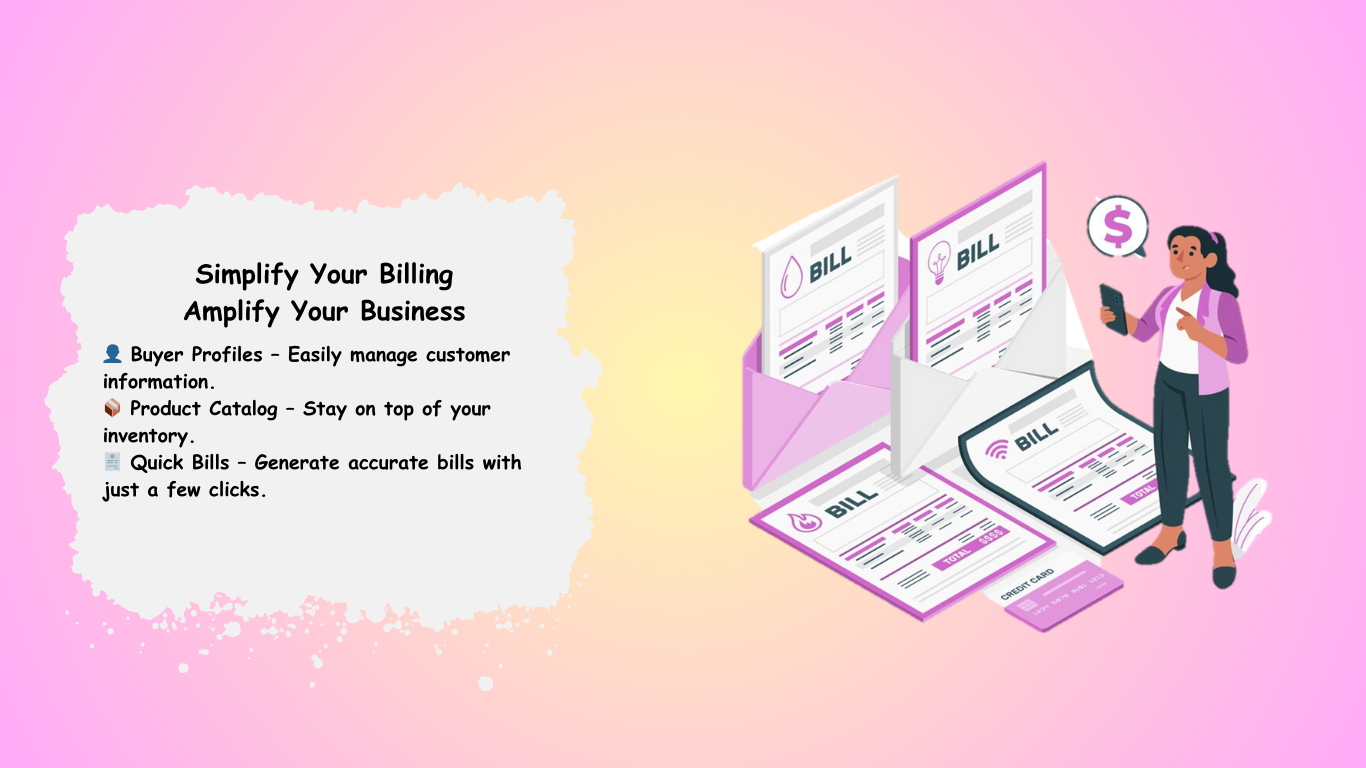 Simplify Your Billing
Amplify Your Business
👤 Buyer Profiles – Easily manage customer
information.
📦 Product Catalog – Stay on top of your
inventory.
🧾 Quick Bills – Generate accurate bills with
just a few clicks.
BILL
BILL
$
BILL
TOTAL
BILL
TOTAL $$$$
CREDIT CARD